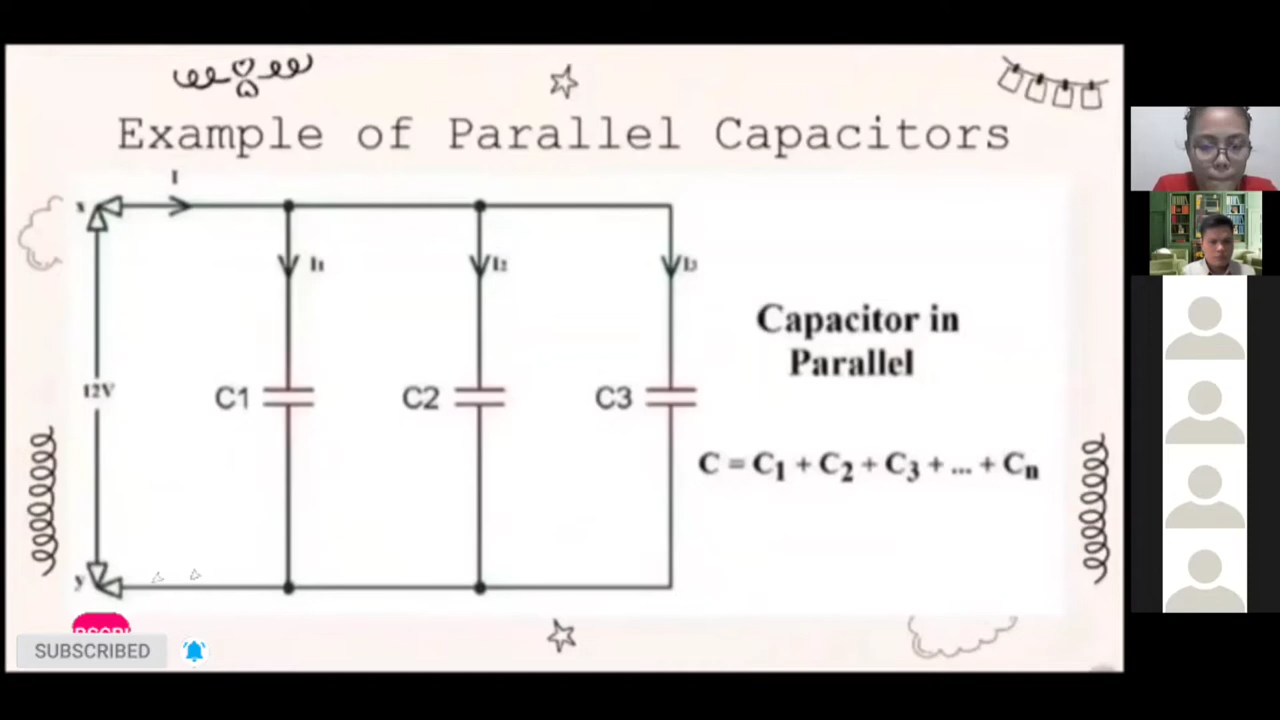 Example of Parallel Capacitors
I
x
I1
I2
I3
Capacitor in
Parallel
12V
C1
C2
C3
C = C1 + C2 + C3 + ... + Cn
y
SUBSCRIBED